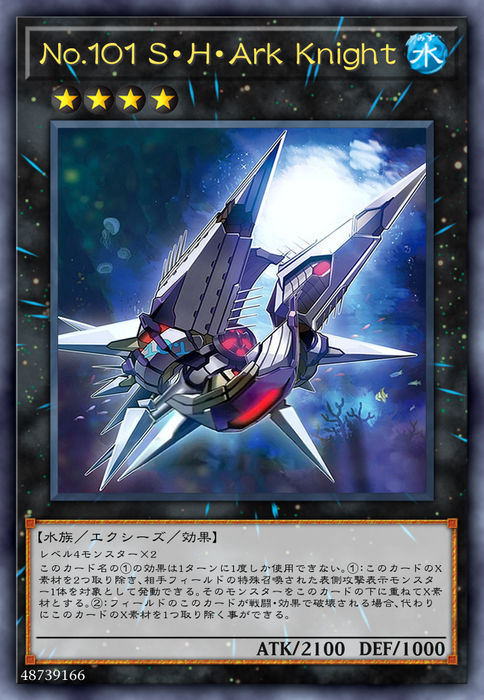 No.101 S・H・Ark Knight
みず
水
【水族／エクシーズ／効果】
レベル4モンスター×2
このカード名の①の効果は1ターンに1度しか使用できない。①：このカードのX
素材を2つ取り除き、相手フィールドの特殊召喚された表側攻撃表示モンスタ
ー1体を対象として発動できる。そのモンスターをこのカードの下に重ねてX素
材とする。②：フィールドのこのカードが戦闘・効果で破壊される場合、代わり
にこのカードのX素材を1つ取り除く事ができる。
ATK/2100 DEF/1000
48739166